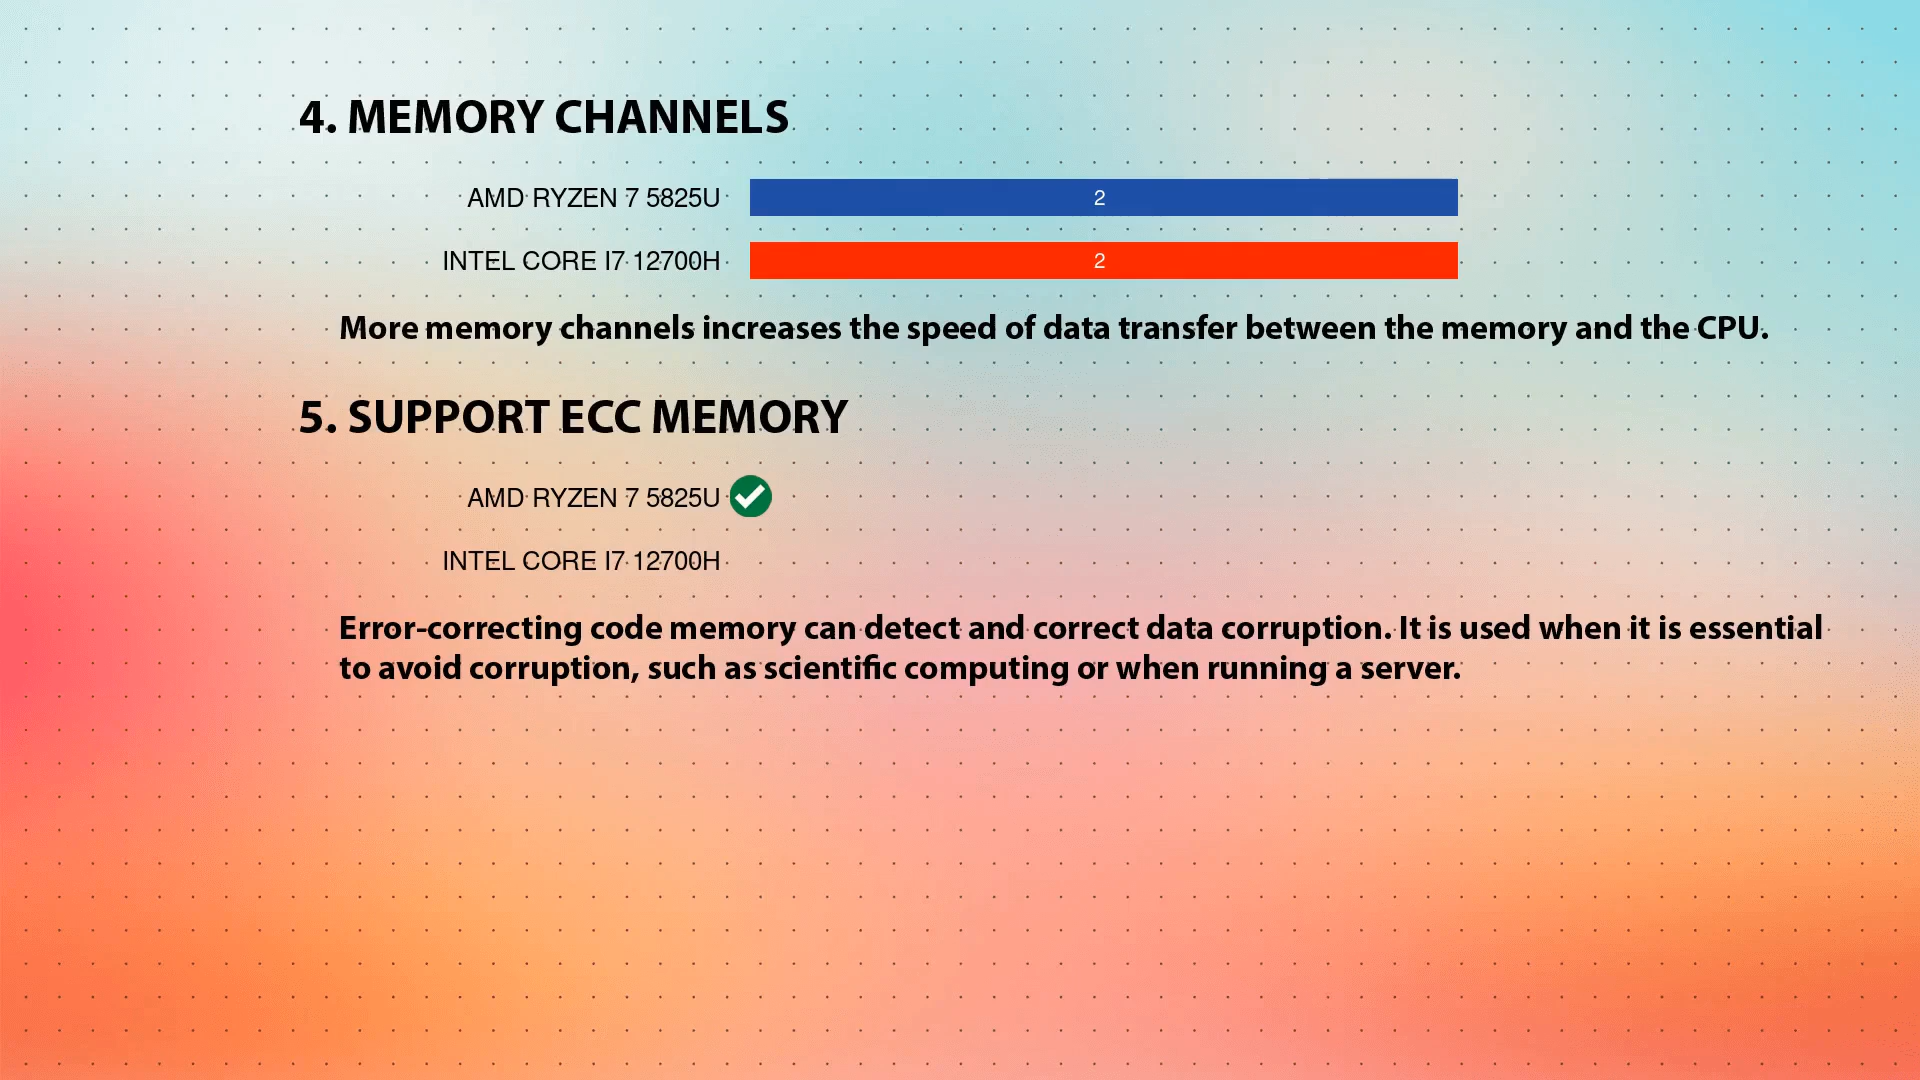 4. MEMORY CHANNELS
AMD RYZEN 7 5825U
2
INTEL CORE I7 12700H
2
More memory channels increases the speed of data transfer between the memory and the CPU.
5. SUPPORT ECC MEMORY
AMD RYZEN 7 5825U
INTEL CORE I7 12700H
Error-correcting code memory can detect and correct data corruption. It is used when it is essential
to avoid corruption, such as scientific computing or when running a server.